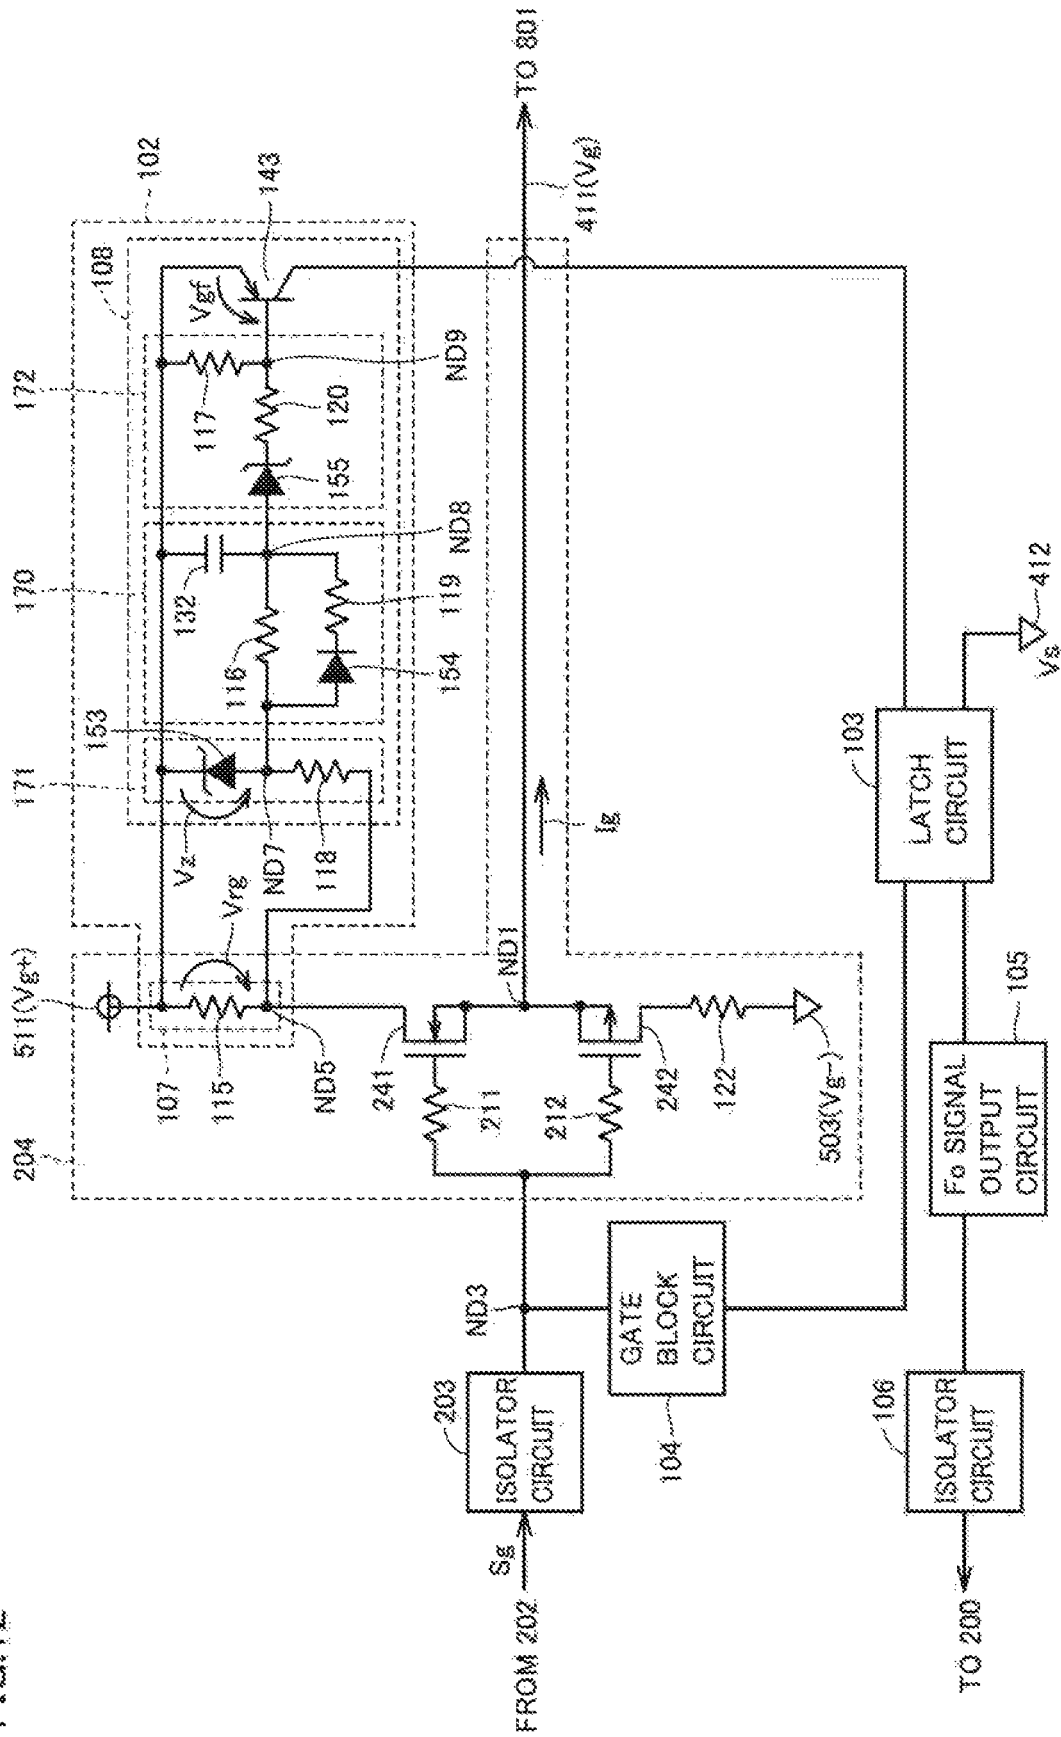 102
108
143
Vgf
172
117
120
155
ND9
170
132
116
119
154
ND8
171
153
Vz
ND7
118
Vrg
511(Vg+)
107
115
ND5
204
241
211
ND1
212
242
122
503(Vg-)
Ig
411(Vg)
TO 801
ND3
Sg
FROM 202
203
ISOLATOR
CIRCUIT
104
GATE
BLOCK
CIRCUIT
103
LATCH
CIRCUIT
Vs
412
105
Fo SIGNAL
OUTPUT
CIRCUIT
106
ISOLATOR
CIRCUIT
TO 200